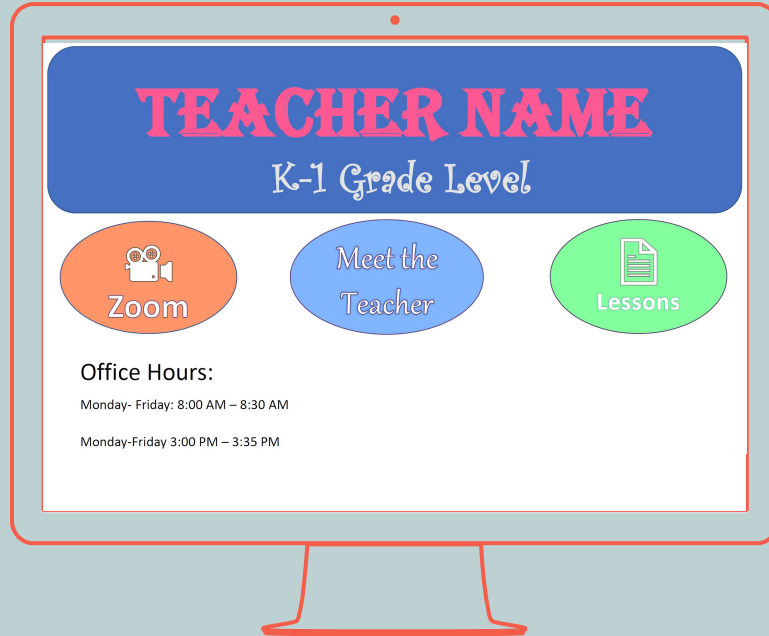 TEACHER NAME
K-1 Grade Level
Zoom
Meet the
Teacher
Lessons
Office Hours:
Monday- Friday: 8:00 AM – 8:30 AM
Monday-Friday 3:00 PM – 3:35 PM